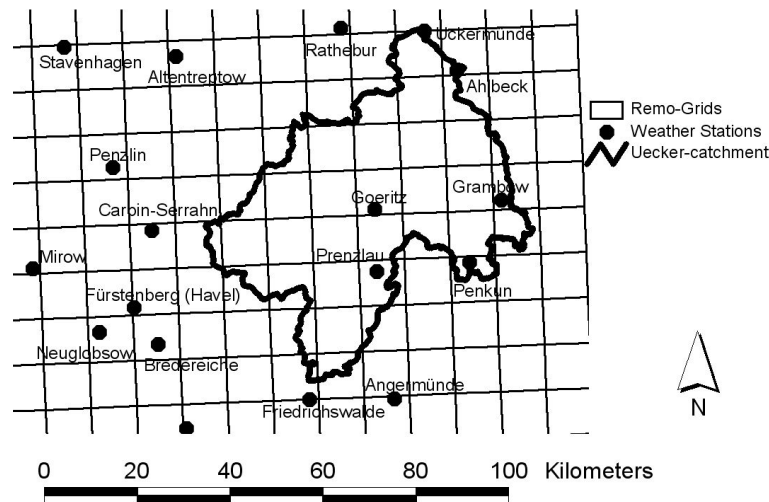 Stavenhagen
Altentreptow
Rathebur
Uckermünde
Ahlbeck
Penzlin
Carpin-Serrahn
Goeritz
Grambow
Mirow
Prenzlau
Penkun
Fürstenberg (Havel)
Neuglobsow
Bredereiche
Angermünde
Friedrichswalde
Remo-Grids
Weather Stations
Uecker-catchment
N
0 20 40 60 80 100 Kilometers